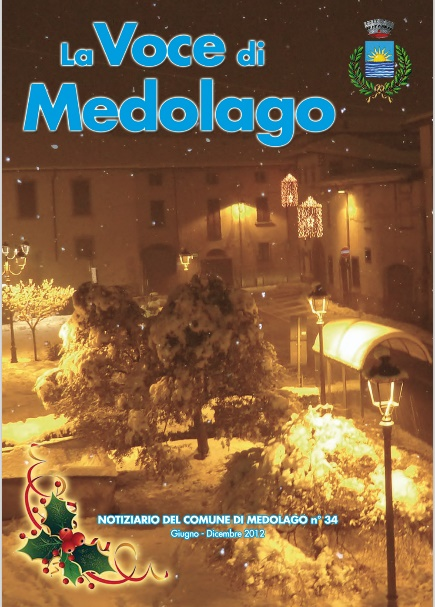 La Voce di
Medolago
NOTIZIARIO DEL COMUNE DI MEDOLAGO n° 34
Giugno - Dicembre 2012